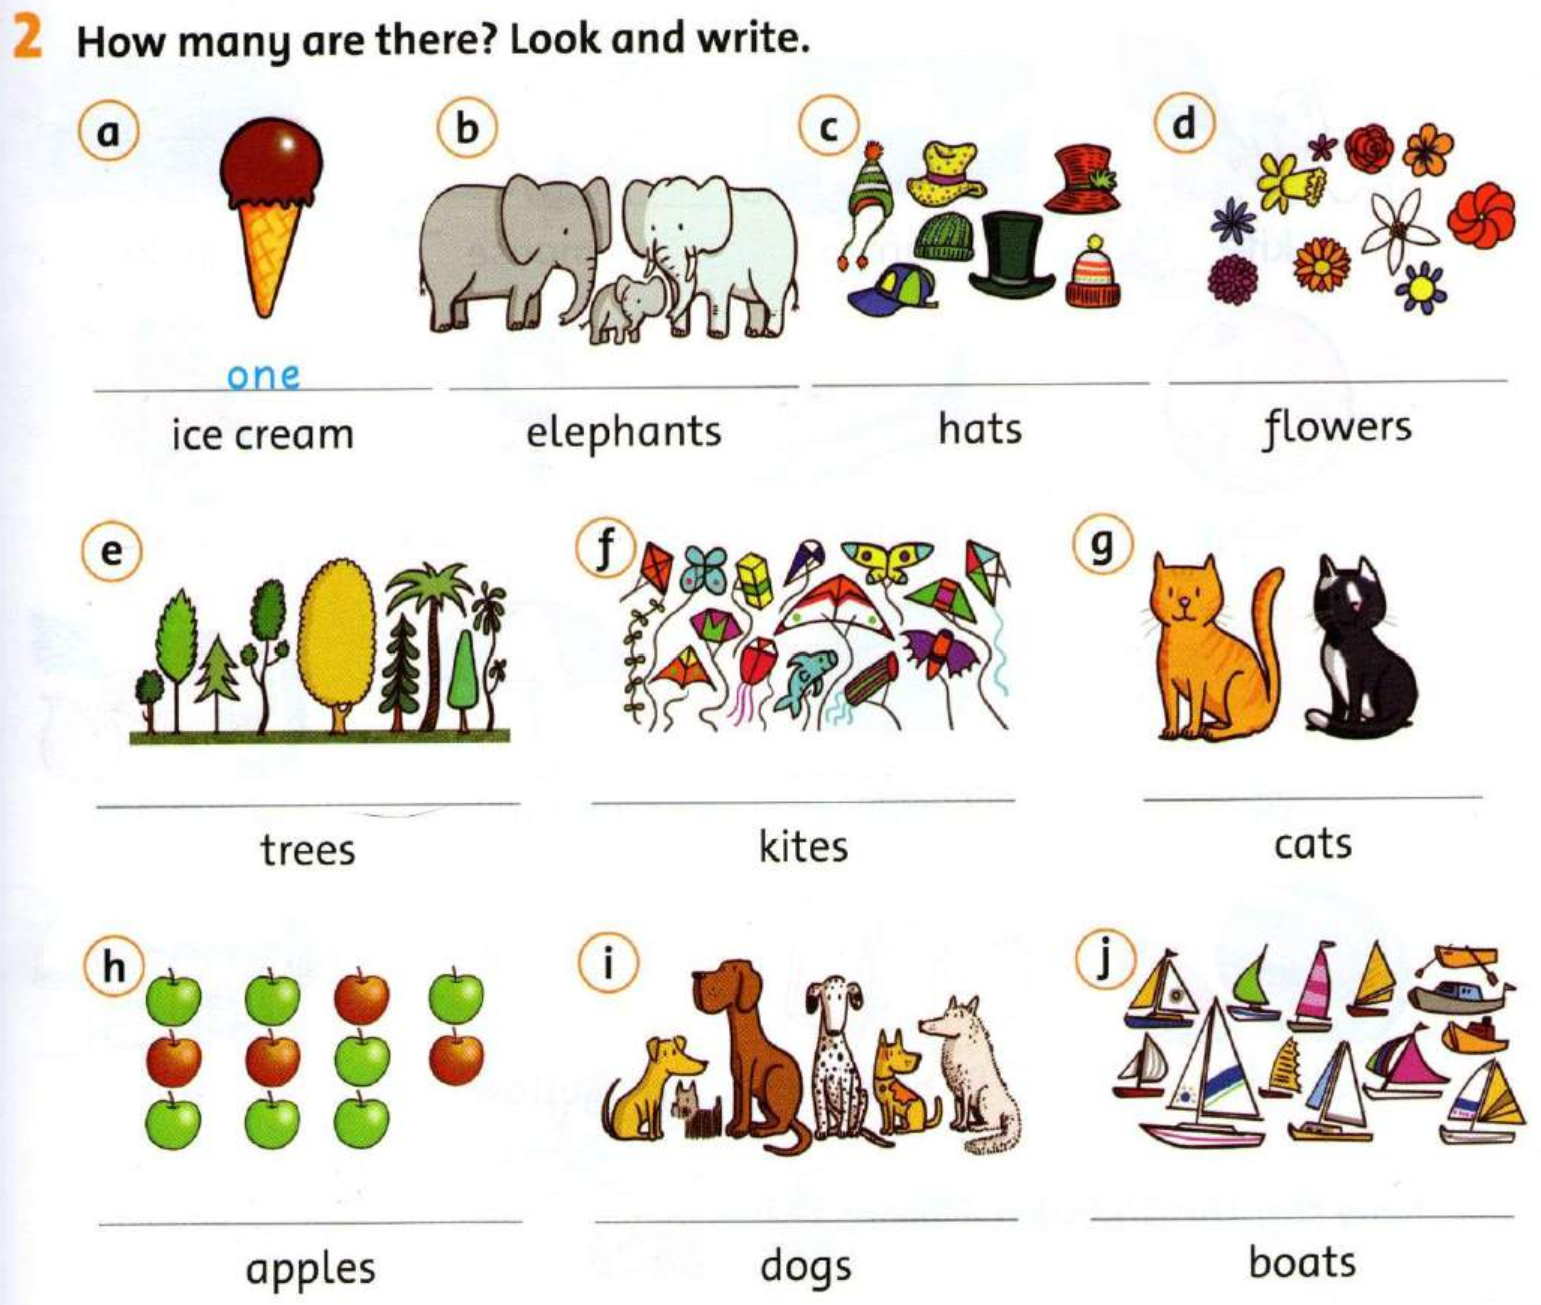 2 How many are there? Look and write.
a b c d
one
ice cream elephants hats flowers
e f g
trees kites cats
h i j
apples dogs boats